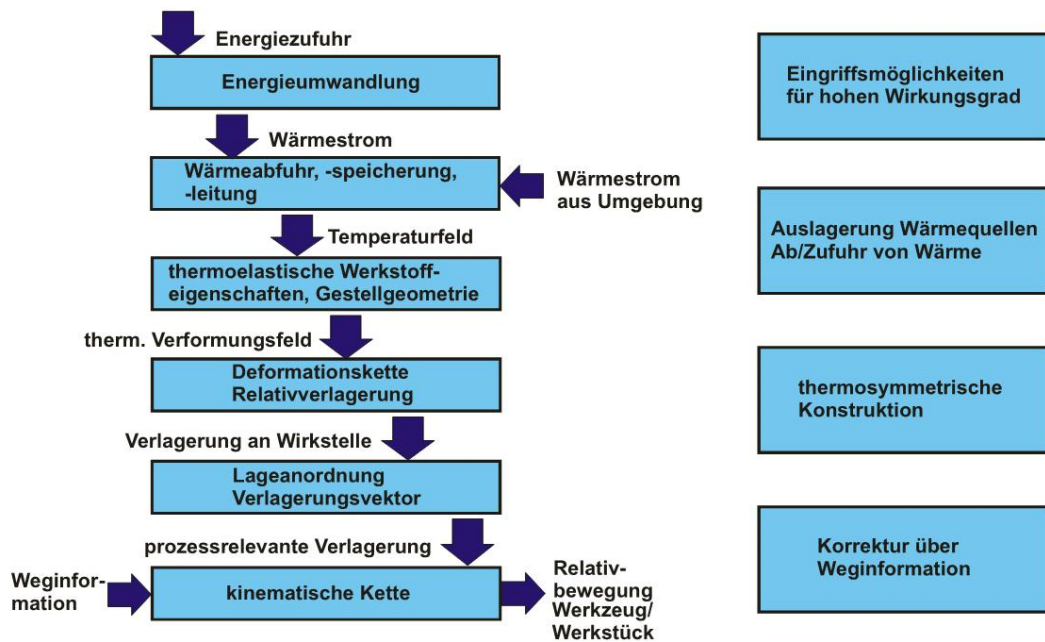 Energiezufuhr
Energieumwandlung
Wärmestrom
Wärmeabfuhr, -speicherung,
-leitung
Wärmestrom
aus Umgebung
Temperaturfeld
thermoelastische Werkstoff-
eigenschaften, Gestellgeometrie
therm. Verformungsfeld
Deformationskette
Relativverlagerung
Verlagerung an Wirkstelle
Lageanordnung
Verlagerungsvektor
prozessrelevante Verlagerung
Weginfor-
mation
kinematische Kette
Relativ-
bewegung
Werkzeug/
Werkstück
Eingriffsmöglichkeiten
für hohen Wirkungsgrad
Auslagerung Wärmequellen
Ab/Zufuhr von Wärme
thermosymmetrische
Konstruktion
Korrektur über
Weginformation